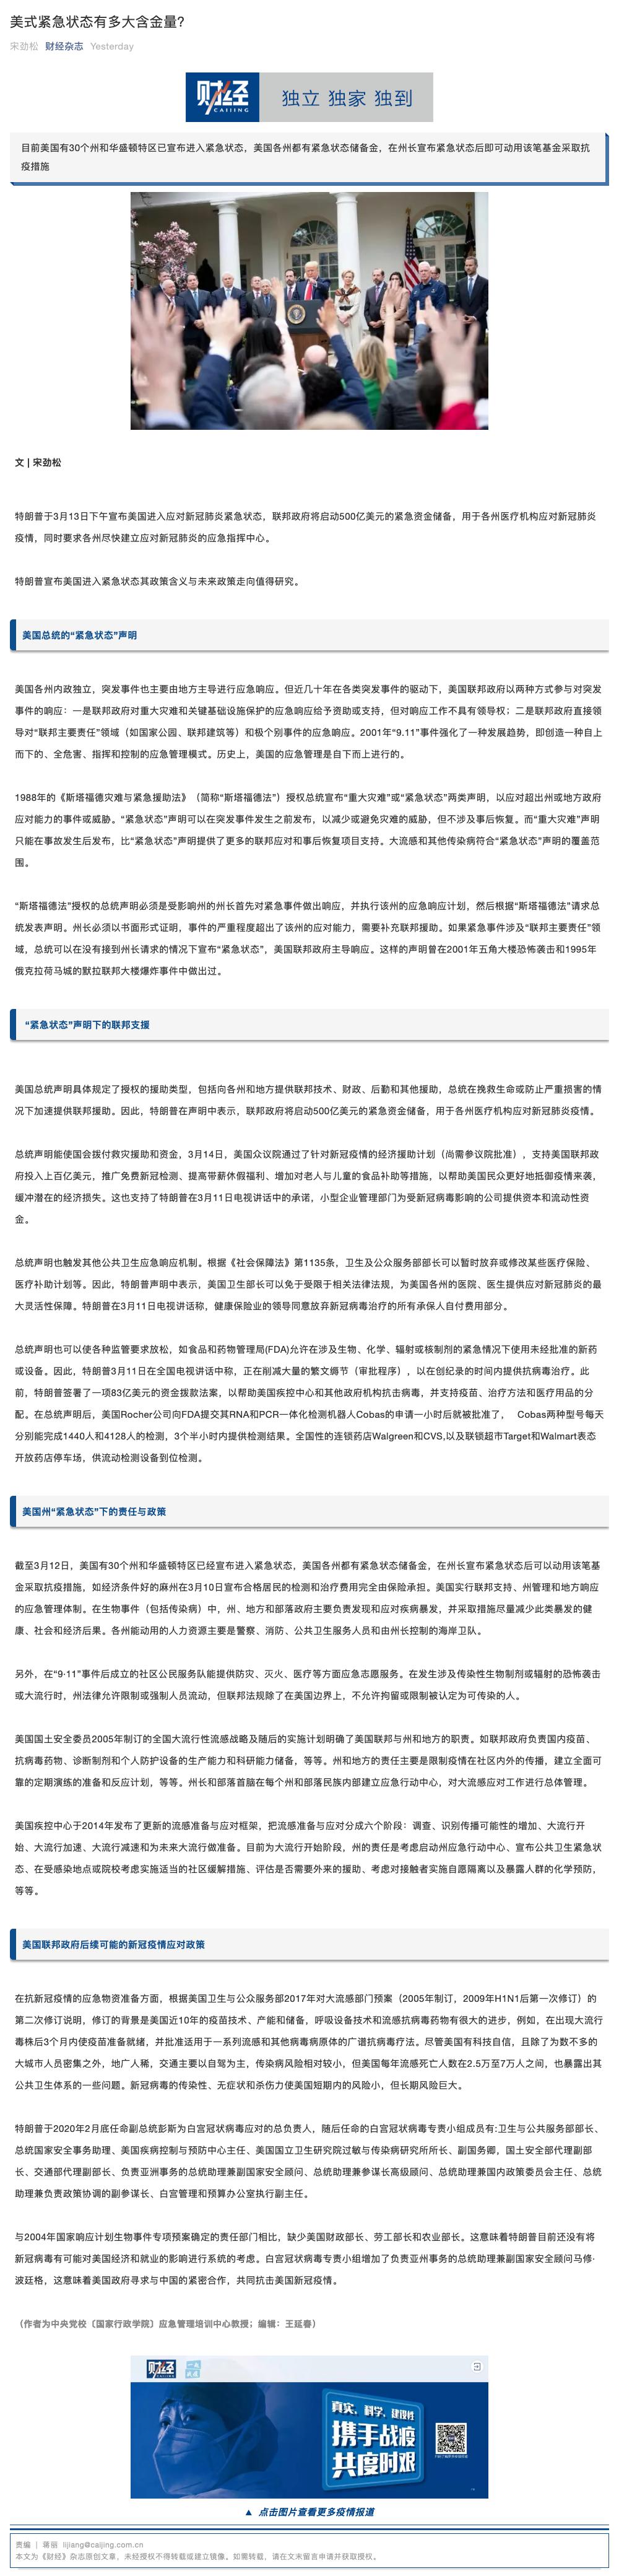 美式紧急状态有多大含金量?
宋劲松 财经杂志 Yesterday
财经 CAIJING 独立 独家 独到
目前美国有30个州和华盛顿特区已宣布进入紧急状态，美国各州都有紧急状态储备金，在州长宣布紧急状态后即可动用该笔基金采取抗
疫措施
文 | 宋劲松
特朗普于3月13日下午宣布美国进入应对新冠肺炎紧急状态，联邦政府将启动500亿美元的紧急资金储备，用于各州医疗机构应对新冠肺炎
疫情，同时要求各州尽快建立应对新冠肺炎的应急指挥中心。
特朗普宣布美国进入紧急状态其政策含义与未来政策走向值得研究。
美国总统的“紧急状态”声明
美国各州内政独立，突发事件也主要由地方主导进行应急响应。但近几十年在各类突发事件的驱动下，美国联邦政府以两种方式参与对突发
事件的响应：一是联邦政府对重大灾难和关键基础设施保护的应急响应给予资助或支持，但对响应工作不具有领导权；二是联邦政府直接领
导对“联邦主要责任”领域（如国家公园、联邦建筑等）和极个别事件的应急响应。2001年“9.11”事件强化了一种发展趋势，即创造一种自上
而下的、全危害、指挥和控制的应急管理模式。历史上，美国的应急管理是自下而上进行的。
1988年的《斯塔福德灾难与紧急援助法》（简称“斯塔福德法”）授权总统宣布“重大灾难”或“紧急状态”两类声明，以应对超出州或地方政府
应对能力的事件或威胁。“紧急状态”声明可以在突发事件发生之前发布，以减少或避免灾难的威胁，但不涉及事后恢复。而“重大灾难”声明
只能在事故发生后发布，比“紧急状态”声明提供了更多的联邦应对和事后恢复项目支持。大流感和其他传染病符合“紧急状态”声明的覆盖范
围。
“斯塔福德法”授权的总统声明必须是受影响州的州长首先对紧急事件做出响应，并执行该州的应急响应计划，然后根据“斯塔福德法”请求总
统发表声明。州长必须以书面形式证明，事件的严重程度超出了该州的应对能力，需要补充联邦援助。如果紧急事件涉及“联邦主要责任”领
域，总统可以在没有接到州长请求的情况下宣布“紧急状态”，美国联邦政府主导响应。这样的声明曾在2001年五角大楼恐怖袭击和1995年
俄克拉荷马城的默拉联邦大楼爆炸事件中做出过。
“紧急状态”声明下的联邦支援
美国总统声明具体规定了授权的援助类型，包括向各州和地方提供联邦技术、财政、后勤和其他援助，总统在挽救生命或防止严重损害的情
况下加速提供联邦援助。因此，特朗普在声明中表示，联邦政府将启动500亿美元的紧急资金储备，用于各州医疗机构应对新冠肺炎疫情。
总统声明能使国会拨付救灾援助和资金，3月14日，美国众议院通过了针对新冠疫情的经济援助计划（尚需参议院批准），支持美国联邦政
府投入上百亿美元，推广免费新冠检测、提高带薪休假福利、增加对老人与儿童的食品补助等措施，以帮助美国民众更好地抵御疫情来袭，
缓冲潜在的经济损失。这也支持了特朗普在3月11日电视讲话中的承诺，小型企业管理部门为受新冠病毒影响的公司提供资本和流动性资
金。
总统声明也触发其他公共卫生应急响应机制。根据《社会保障法》第1135条，卫生及公众服务部部长可以暂时放弃或修改某些医疗保险、
医疗补助计划等。因此，特朗普声明中表示，美国卫生部长可以免于受限于相关法律法规，为美国各州的医院、医生提供应对新冠肺炎的最
大灵活性保障。特朗普在3月11日电视讲话称，健康保险业的领导同意放弃新冠病毒治疗的所有承保人自付费用部分。
总统声明也可以使各种监管要求放松，如食品和药物管理局(FDA)允许在涉及生物、化学、辐射或核制剂的紧急情况下使用未经批准的新药
或设备。因此，特朗普3月11日在全国电视讲话中称，正在削减大量的繁文缛节（审批程序），以在创纪录的时间内提供抗病毒治疗。此
前，特朗普签署了一项83亿美元的资金拨款法案，以帮助美国疾控中心和其他政府机构抗击病毒，并支持疫苗、治疗方法和医疗用品的分
配。在总统声明后，美国Rocher公司向FDA提交其RNA和PCR一体化检测机器人Cobas的申请一小时后就被批准了， Cobas两种型号每天
分别能完成1440人和4128人的检测，3个半小时内提供检测结果。全国性的连锁药店Walgreen和CVS,以及联锁超市Target和Walmart表态
开放药店停车场，供流动检测设备到位检测。
美国州“紧急状态”下的责任与政策
截至3月12日，美国有30个州和华盛顿特区已经宣布进入紧急状态，美国各州都有紧急状态储备金，在州长宣布紧急状态后可以动用该笔基
金采取抗疫措施，如经济条件好的麻州在3月10日宣布合格居民的检测和治疗费用完全由保险承担。美国实行联邦支持、州管理和地方响应
的应急管理体制。在生物事件（包括传染病）中，州、地方和部落政府主要负责发现和应对疾病暴发，并采取措施尽量减少此类暴发的健
康、社会和经济后果。各州能动用的人力资源主要是警察、消防、公共卫生服务人员和由州长控制的海岸卫队。
另外，在“9·11”事件后成立的社区公民服务队能提供防灾、灭火、医疗等方面应急志愿服务。在发生涉及传染性生物制剂或辐射的恐怖袭击
或大流行时，州法律允许限制或强制人员流动，但联邦法规除了在美国边界上，不允许拘留或限制被认定为可传染的人。
美国国土安全委员2005年制订的全国大流行性流感战略及随后的实施计划明确了美国联邦与州和地方的职责。如联邦政府负责国内疫苗、
抗病毒药物、诊断制剂和个人防护设备的生产能力和科研能力储备，等等。州和地方的责任主要是限制疫情在社区内外的传播，建立全面可
靠的定期演练的准备和反应计划，等等。州长和部落首脑在每个州和部落民族内部建立应急行动中心，对大流感应对工作进行总体管理。
美国疾控中心于2014年发布了更新的流感准备与应对框架，把流感准备与应对分成六个阶段：调查、识别传播可能性的增加、大流行开
始、大流行加速、大流行减速和为未来大流行做准备。目前为大流行开始阶段，州的责任是考虑启动州应急行动中心、宣布公共卫生紧急状
态、在受感染地点或院校考虑实施适当的社区缓解措施、评估是否需要外来的援助、考虑对接触者实施自愿隔离以及暴露人群的化学预防，
等等。
美国联邦政府后续可能的新冠疫情应对政策
在抗新冠疫情的应急物资准备方面，根据美国卫生与公众服务部2017年对大流感部门预案（2005年制订，2009年H1N1后第一次修订）的
第二次修订说明，修订的背景是美国近10年的疫苗技术、产能和储备，呼吸设备技术和流感抗病毒药物有很大的进步，例如，在出现大流行
毒株后3个月内使疫苗准备就绪，并批准适用于一系列流感和其他病毒病原体的广谱抗病毒疗法。尽管美国有科技自信，且除了为数不多的
大城市人员密集之外，地广人稀，交通主要以自驾为主，传染病风险相对较小，但美国每年流感死亡人数在2.5万至7万人之间，也暴露出其
公共卫生体系的一些问题。新冠病毒的传染性、无症状和杀伤力使美国短期内的风险小，但长期风险巨大。
特朗普于2020年2月底任命副总统彭斯为白宫冠状病毒应对的总负责人，随后任命的白宫冠状病毒专责小组成员有:卫生与公共服务部部长、
总统国家安全事务助理、美国疾病控制与预防中心主任、美国国立卫生研究院过敏与传染病研究所所长、副国务卿，国土安全部代理副部
长、交通部代理副部长、负责亚洲事务的总统助理兼副国家安全顾问、总统助理兼参谋长高级顾问、总统助理兼国内政策委员会主任、总统
助理兼负责政策协调的副参谋长、白宫管理和预算办公室执行副主任。
与2004年国家响应计划生物事件专项预案确定的责任部门相比，缺少美国财政部长、劳工部长和农业部长。这意味着特朗普目前还没有将
新冠病毒有可能对美国经济和就业的影响进行系统的考虑。白宫冠状病毒专责小组增加了负责亚州事务的总统助理兼副国家安全顾问马修·
波廷格，这意味着美国政府寻求与中国的紧密合作，共同抗击美国新冠疫情。
（作者为中央党校〔国家行政学院〕应急管理培训中心教授；编辑：王延春）
财经
真实、科学、建设性
携手战疫
共度时艰
▲ 点击图片查看更多疫情报道
责编 | 蒋丽 lijiang@caijing.com.cn
本文为《财经》杂志原创文章，未经授权不得转载或建立镜像。如需转载，请在文末留言申请并获取授权。